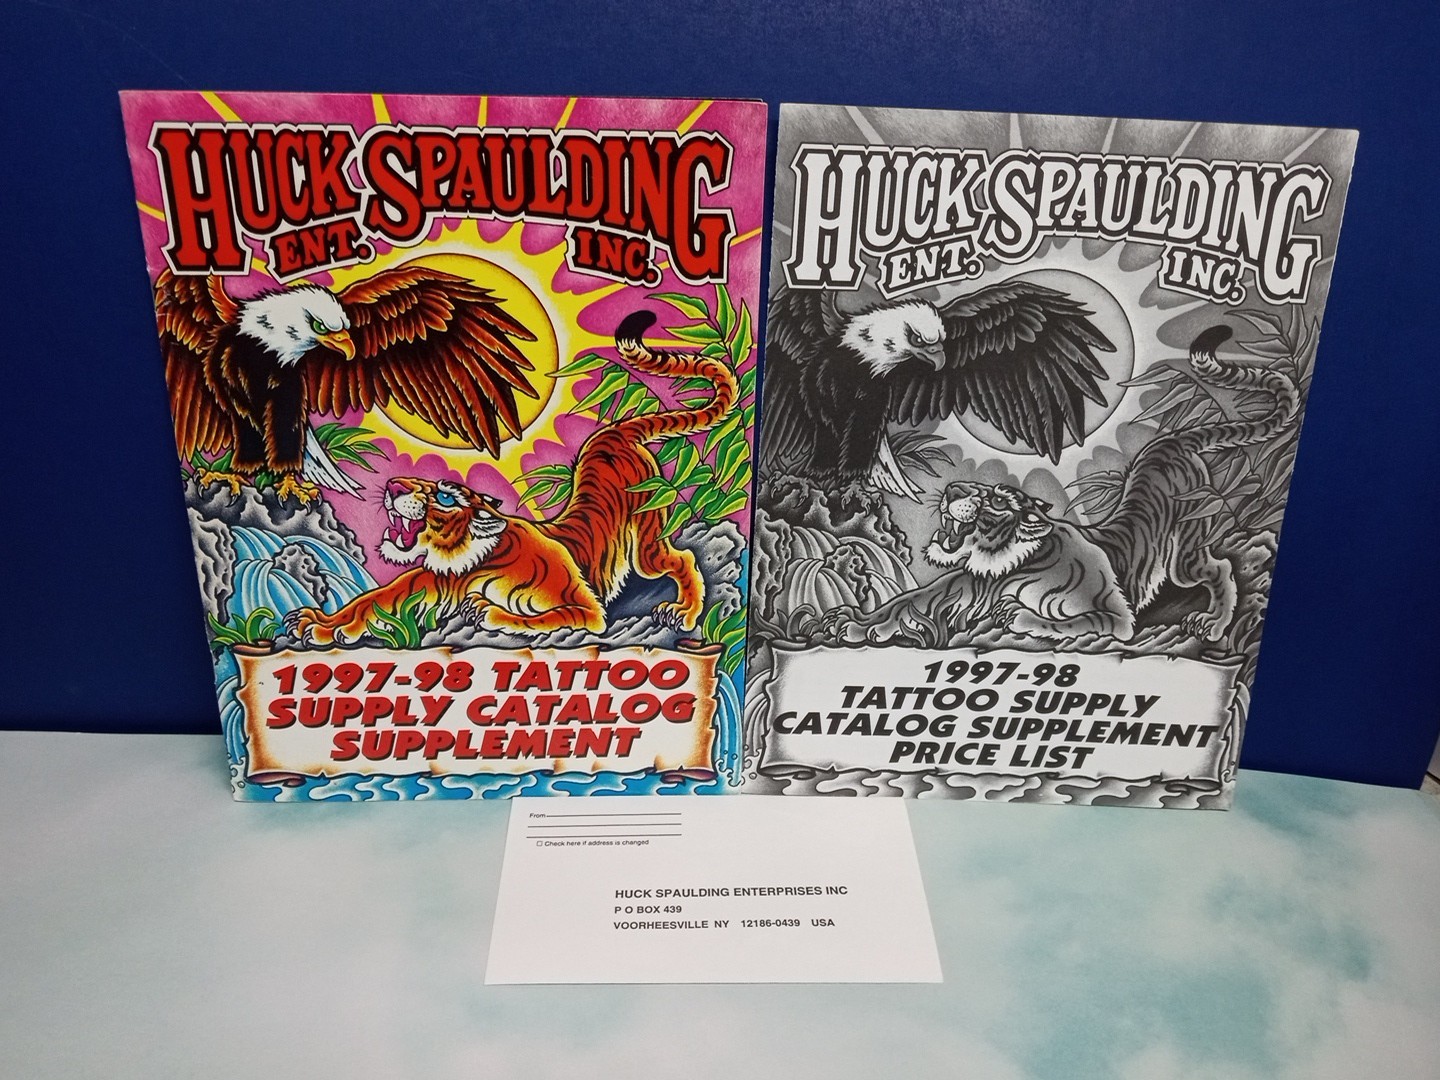 HUCK SPAULDING
ENT. INC.
1997-98 TATTOO
SUPPLY CATALOG
SUPPLEMENT
HUCK SPAULDING
ENT. INC.
1997-98
TATTOO SUPPLY
CATALOG SUPPLEMENT
PRICE LIST
From
☐ Check here if address is changed
HUCK SPAULDING ENTERPRISES INC
P O BOX 439
VOORHEESVILLE NY 12186-0439 USA